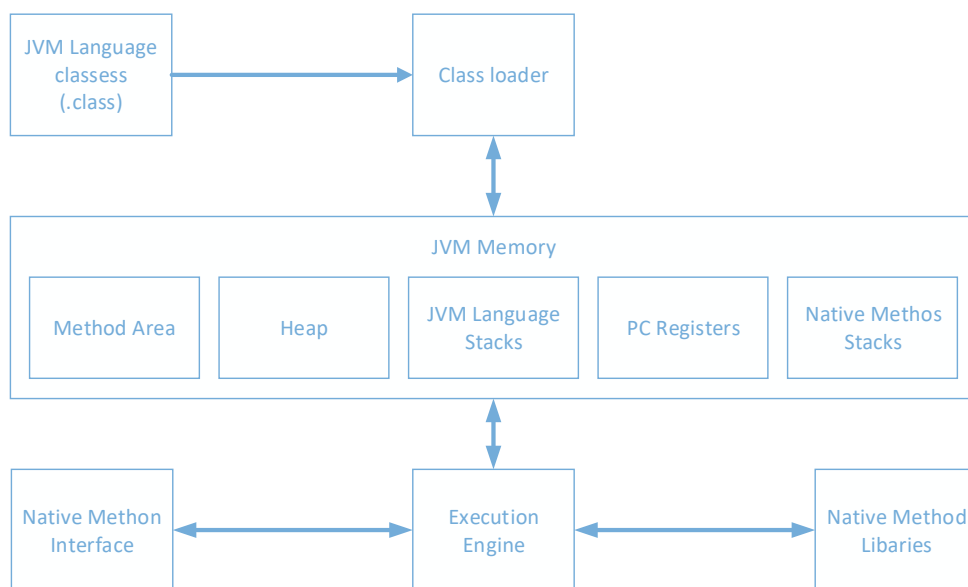 JVM Language
classess
(.class)
Class loader
JVM Memory
Method Area
Heap
JVM Language
Stacks
PC Registers
Native Methos
Stacks
Native Methon
Interface
Execution
Engine
Native Method
Libaries